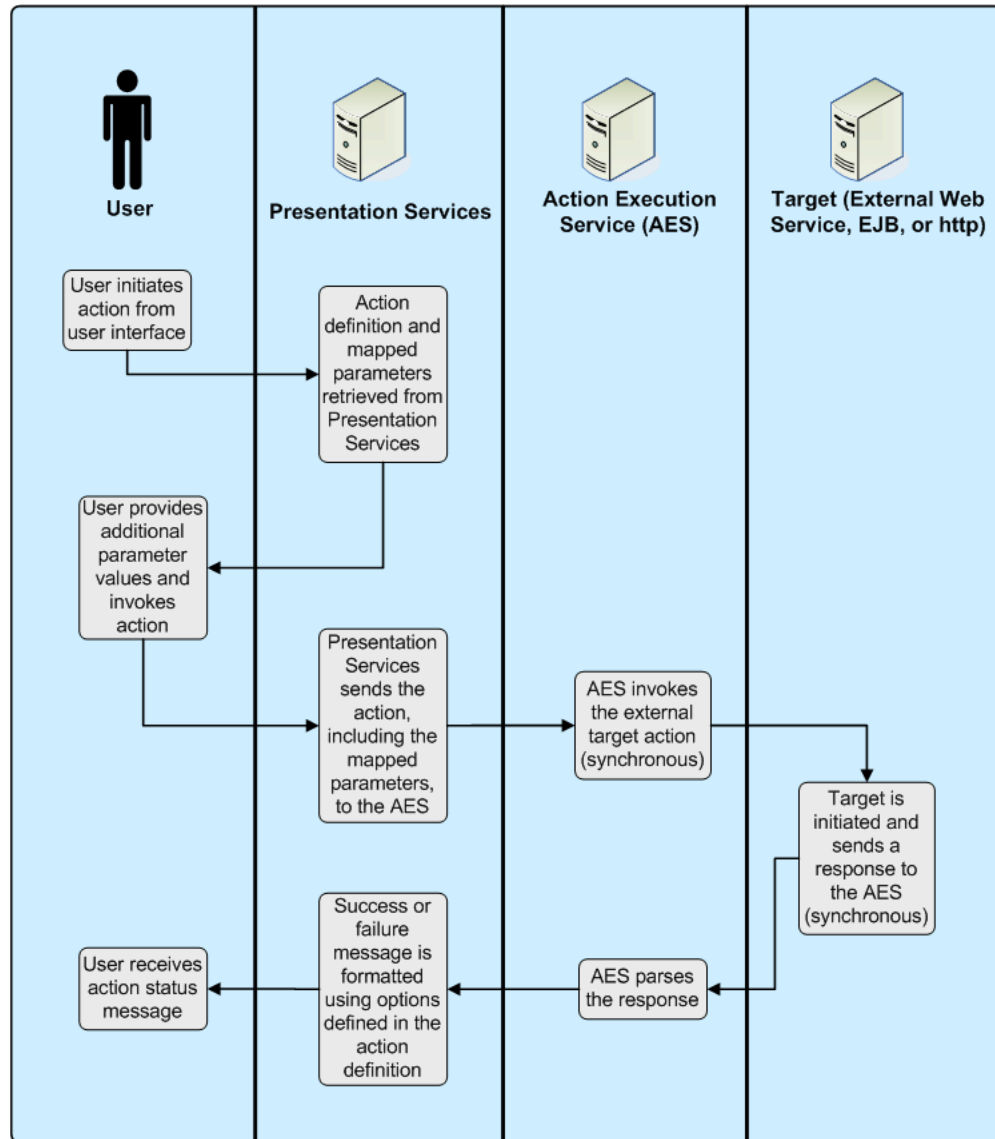 User
Presentation Services
Action Execution
Service (AES)
Target (External Web
Service, EJB, or http)
User initiates
action from
user interface
Action
definition and
mapped
parameters
retrieved from
Presentation
Services
User provides
additional
parameter
values and
invokes
action
Presentation
Services
sends the
action,
including the
mapped
parameters,
to the AES
AES invokes
the external
target action
(synchronous)
Target is
initiated and
sends a
response to
the AES
(synchronous)
AES parses
the response
Success or
failure
message is
formatted
using options
defined in the
action
definition
User receives
action status
message